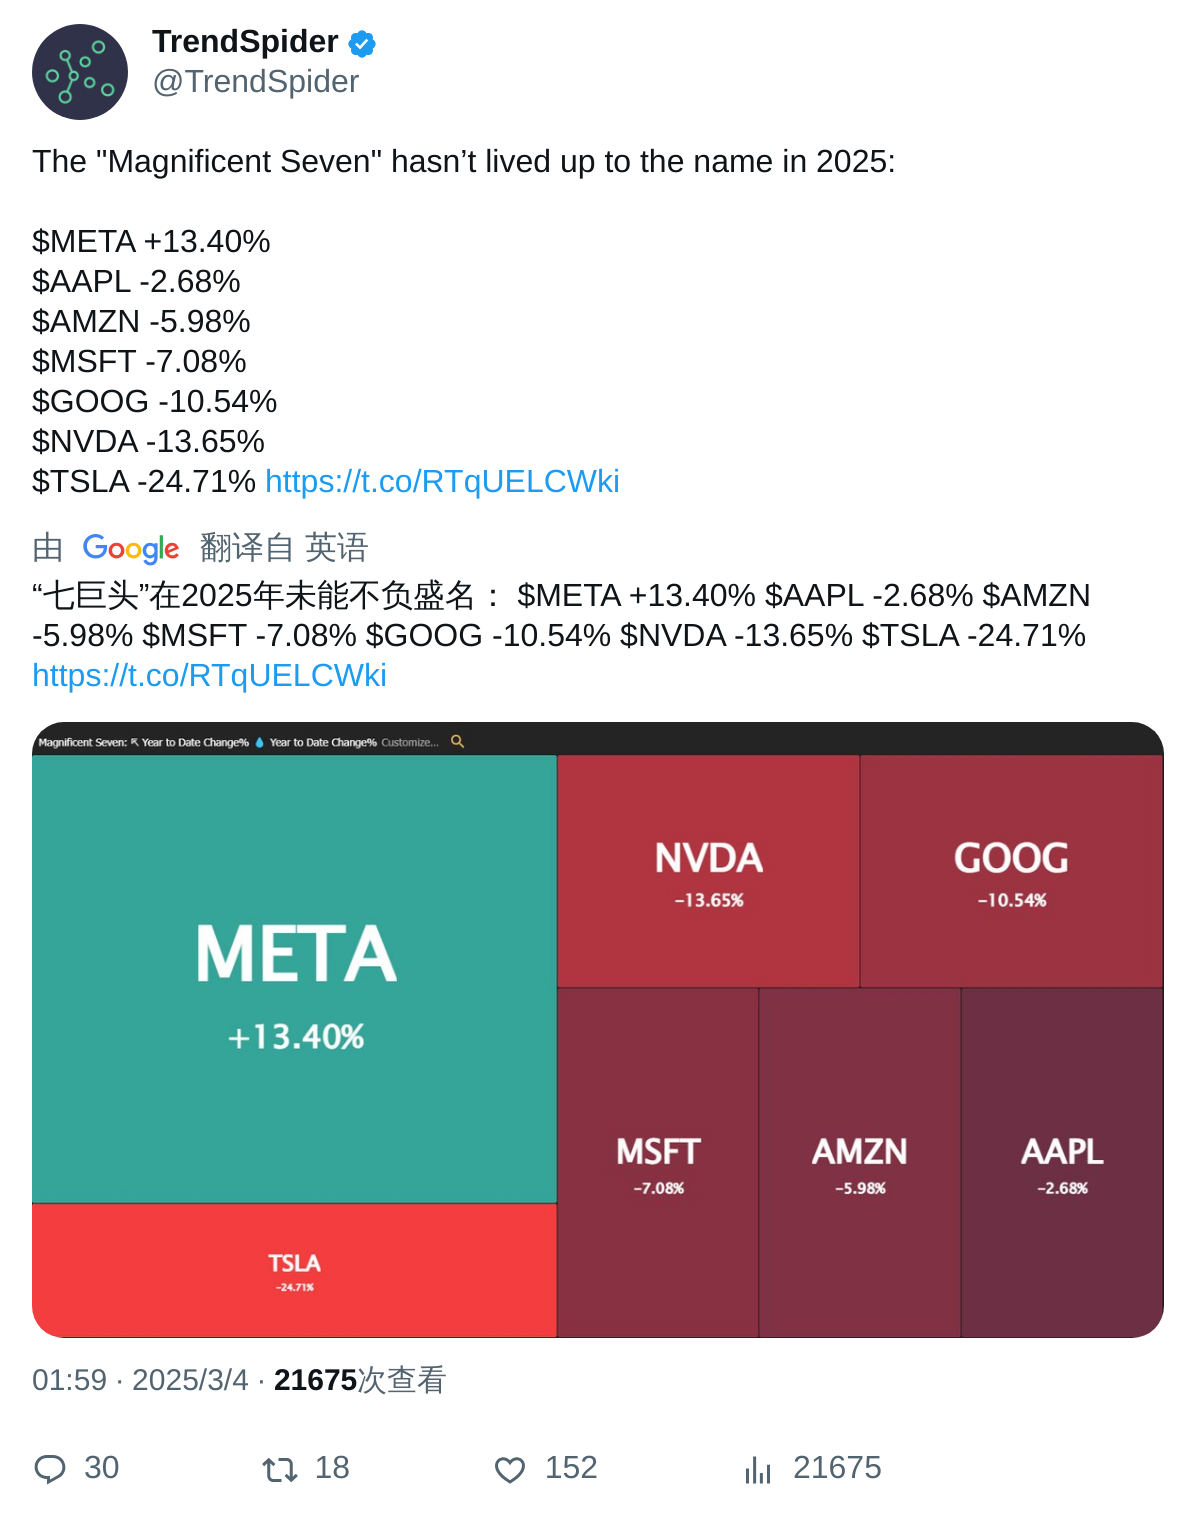 TrendSpider
@TrendSpider
The "Magnificent Seven" hasn’t lived up to the name in 2025:
$META +13.40%
$AAPL -2.68%
$AMZN -5.98%
$MSFT -7.08%
$GOOG -10.54%
$NVDA -13.65%
$TSLA -24.71% https://t.co/RTqUELCWki
由 Google 翻译自 英语
“七巨头”在2025年未能不负盛名： $META +13.40% $AAPL -2.68% $AMZN
-5.98% $MSFT -7.08% $GOOG -10.54% $NVDA -13.65% $TSLA -24.71%
https://t.co/RTqUELCWki
Magnificent Seven: Year to Date Change% Year to Date Change% Customize...
META
+13.40%
NVDA
-13.65%
GOOG
-10.54%
MSFT
-7.08%
AMZN
-5.98%
AAPL
-2.68%
TSLA
-24.71%
01:59 · 2025/3/4 · 21675次查看
30 18 152 21675